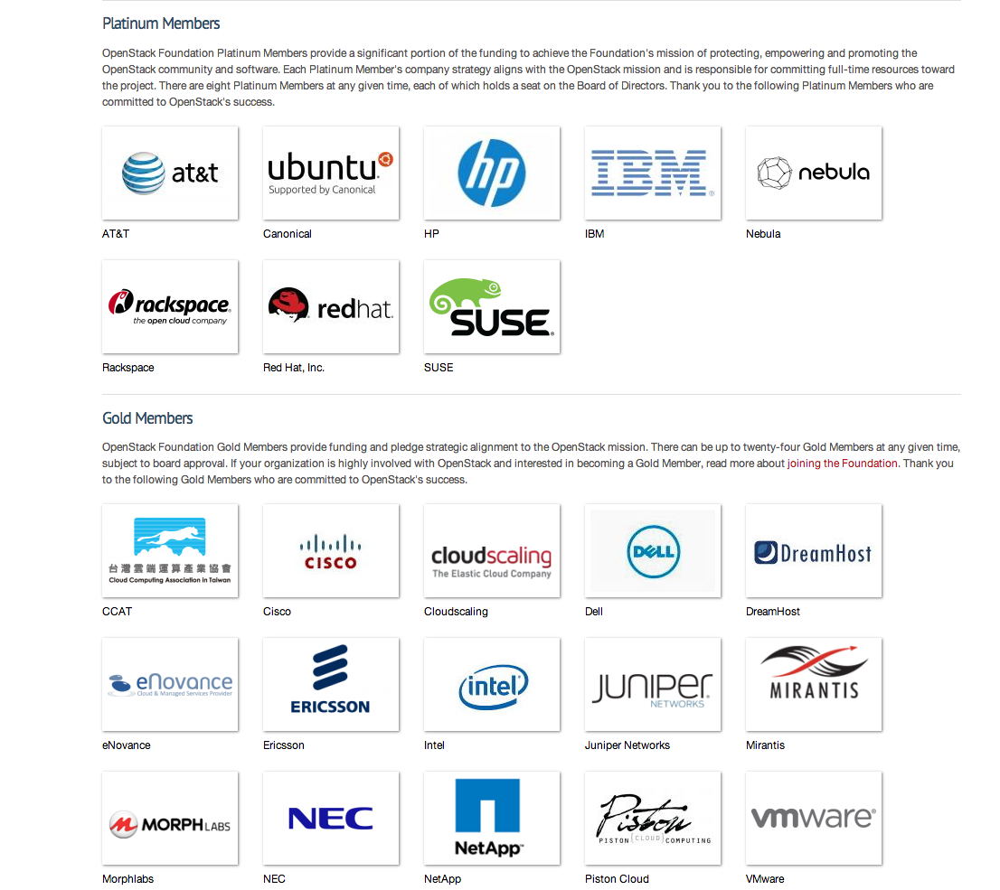 Platinum Members
OpenStack Foundation Platinum Members provide a significant portion of the funding to achieve the Foundation's mission of protecting, empowering and promoting the
OpenStack community and software. Each Platinum Member's company strategy aligns with the OpenStack mission and is responsible for committing full-time resources toward
the project. There are eight Platinum Members at any given time, each of which holds a seat on the Board of Directors. Thank you to the following Platinum Members who are
committed to OpenStack's success.
at&t
ubuntu
Supported by Canonical
hp
IBM
nebula
AT&T
Canonical
HP
IBM
Nebula
rackspace
the open cloud company
redhat.
SUSE
Rackspace
Red Hat, Inc.
SUSE
Gold Members
OpenStack Foundation Gold Members provide funding and pledge strategic alignment to the OpenStack mission. There can be up to twenty-four Gold Members at any given time,
subject to board approval. If your organization is highly involved with OpenStack and interested in becoming a Gold Member, read more about joining the Foundation. Thank you
to the following Gold Members who are committed to OpenStack's success.
台灣雲端運算產業協會
Cloud Computing Association in Taiwan
CISCO
cloudscaling
The Elastic Cloud Company
DELL
DreamHost
CCAT
Cisco
Cloudscaling
Dell
DreamHost
eNovance
Cloud & Managed Services Provider
ERICSSON
intel
JUNIPER
NETWORKS
MIRANTIS
eNovance
Ericsson
Intel
Juniper Networks
Mirantis
MORPHLABS
NEC
NetApp
Piston
PISTON [CLOUD] COMPUTING
vmware
Morphlabs
NEC
NetApp
Piston Cloud
VMware